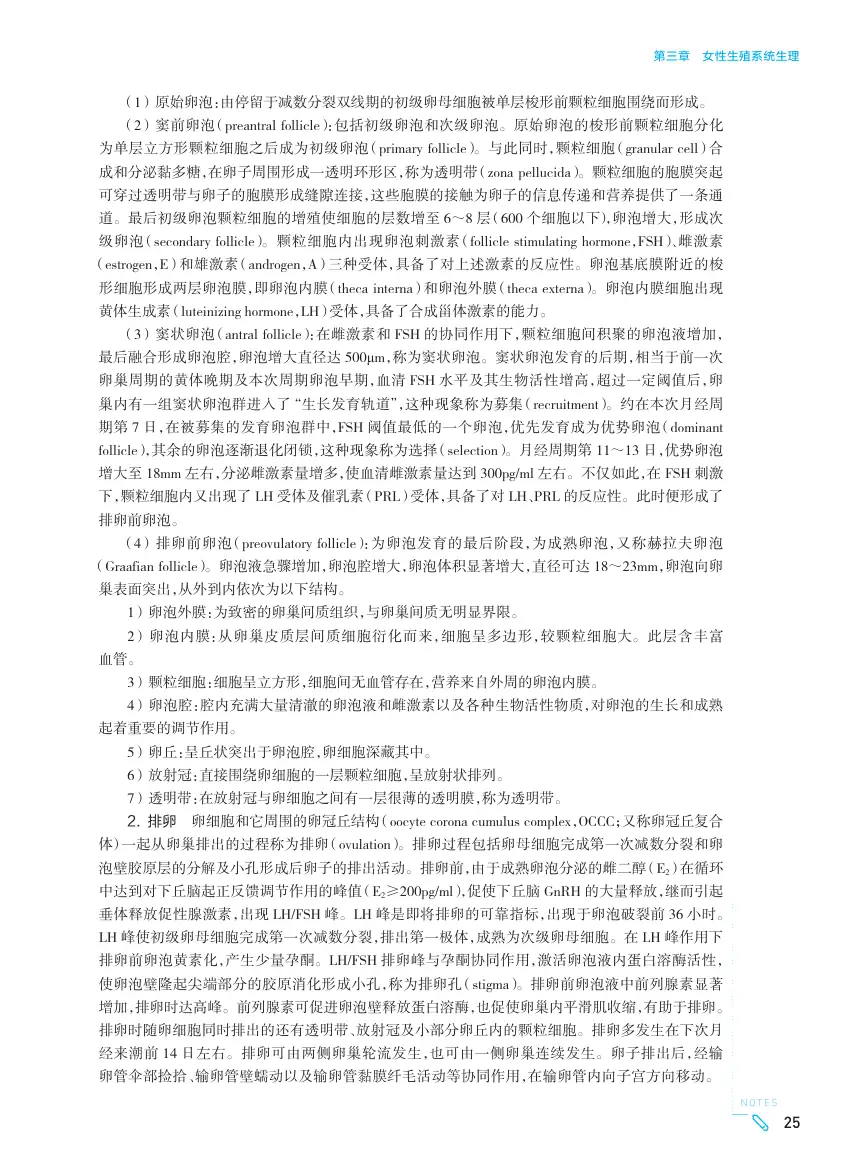 第三章 女性生殖系统生理
（1）原始卵泡：由停留于减数分裂双线期的初级卵母细胞被单层梭形前颗粒细胞围绕而形成。
（2）窦前卵泡（preantral follicle）：包括初级卵泡和次级卵泡。原始卵泡的梭形前颗粒细胞分化
为单层立方形颗粒细胞之后成为初级卵泡（primary follicle）。与此同时，颗粒细胞（granular cell）合
成和分泌黏多糖，在卵子周围形成一透明环形区，称为透明带（zona pellucida）。颗粒细胞的胞膜突起
可穿过透明带与卵子的胞膜形成缝隙连接，这些胞膜的接触为卵子的信息传递和营养提供了一条通
道。最后初级卵泡颗粒细胞的增殖使细胞的层数增至 6～8 层（600 个细胞以下），卵泡增大，形成次
级卵泡（secondary follicle）。颗粒细胞内出现卵泡刺激素（follicle stimulating hormone，FSH）、雌激素
（estrogen，E）和雄激素（androgen，A）三种受体，具备了对上述激素的反应性。卵泡基底膜附近的梭
形细胞形成两层卵泡膜，即卵泡内膜（theca interna）和卵泡外膜（theca externa）。卵泡内膜细胞出现
黄体生成素（luteinizing hormone，LH）受体，具备了合成甾体激素的能力。
（3）窦状卵泡（antral follicle）：在雌激素和 FSH 的协同作用下，颗粒细胞间积聚的卵泡液增加，
最后融合形成卵泡腔，卵泡增大直径达 500μm，称为窦状卵泡。窦状卵泡发育的后期，相当于前一次
卵巢周期的黄体晚期及本次周期卵泡早期，血清 FSH 水平及其生物活性增高，超过一定阈值后，卵
巢内有一组窦状卵泡群进入了“生长发育轨道”，这种现象称为募集（recruitment）。约在本次月经周
期第 7 日，在被募集的发育卵泡群中，FSH 阈值最低的一个卵泡，优先发育成为优势卵泡（dominant
follicle），其余的卵泡逐渐退化闭锁，这种现象称为选择（selection）。月经周期第 11～13 日，优势卵泡
增大至 18mm 左右，分泌雌激素量增多，使血清雌激素量达到 300pg/ml 左右。不仅如此，在 FSH 刺激
下，颗粒细胞内又出现了 LH 受体及催乳素（PRL）受体，具备了对 LH、PRL 的反应性。此时便形成了
排卵前卵泡。
（4）排卵前卵泡（preovulatory follicle）：为卵泡发育的最后阶段，为成熟卵泡，又称赫拉夫卵泡
（Graafian follicle）。卵泡液急骤增加，卵泡腔增大，卵泡体积显著增大，直径可达 18～23mm，卵泡向卵
巢表面突出，从外到内依次为以下结构。
1）卵泡外膜：为致密的卵巢间质组织，与卵巢间质无明显界限。
2）卵泡内膜：从卵巢皮质层间质细胞衍化而来，细胞呈多边形，较颗粒细胞大。此层含丰富
血管。
3）颗粒细胞：细胞呈立方形，细胞间无血管存在，营养来自外周的卵泡内膜。
4）卵泡腔：腔内充满大量清澈的卵泡液和雌激素以及各种生物活性物质，对卵泡的生长和成熟
起着重要的调节作用。
5）卵丘：呈丘状突出于卵泡腔，卵细胞深藏其中。
6）放射冠：直接围绕卵细胞的一层颗粒细胞，呈放射状排列。
7）透明带：在放射冠与卵细胞之间有一层很薄的透明膜，称为透明带。
2. 排卵 卵细胞和它周围的卵冠丘结构（oocyte corona cumulus complex，OCCC；又称卵冠丘复合
体）一起从卵巢排出的过程称为排卵（ovulation）。排卵过程包括卵母细胞完成第一次减数分裂和卵
泡壁胶原层的分解及小孔形成后卵子的排出活动。排卵前，由于成熟卵泡分泌的雌二醇（E₂）在循环
中达到对下丘脑起正反馈调节作用的峰值（E₂≥200pg/ml），促使下丘脑 GnRH 的大量释放，继而引起
垂体释放促性腺激素，出现 LH/FSH 峰。LH 峰是即将排卵的可靠指标，出现于卵泡破裂前 36 小时。
LH 峰使初级卵母细胞完成第一次减数分裂，排出第一极体，成熟为次级卵母细胞。在 LH 峰作用下
排卵前卵泡黄素化，产生少量孕酮。LH/FSH 排卵峰与孕酮协同作用，激活卵泡液内蛋白溶酶活性，
使卵泡壁隆起尖端部分的胶原消化形成小孔，称为排卵孔（stigma）。排卵前卵泡液中前列腺素显著
增加，排卵时达高峰。前列腺素可促进卵泡壁释放蛋白溶酶，也促使卵巢内平滑肌收缩，有助于排卵。
排卵时随卵细胞同时排出的还有透明带、放射冠及小部分卵丘内的颗粒细胞。排卵多发生在下次月
经来潮前 14 日左右。排卵可由两侧卵巢轮流发生，也可由一侧卵巢连续发生。卵子排出后，经输
卵管伞部捡拾、输卵管壁蠕动以及输卵管黏膜纤毛活动等协同作用，在输卵管内向子宫方向移动。
NOTES
25